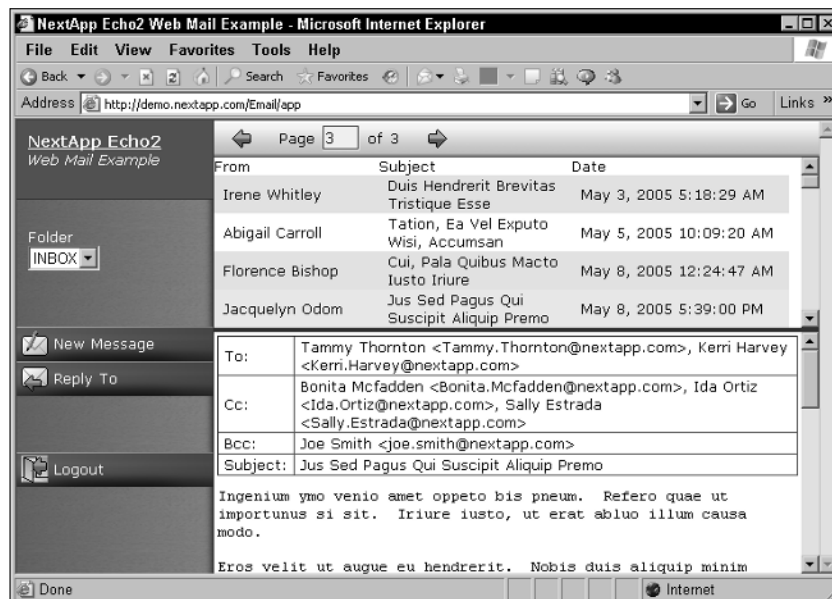 NextApp Echo2 Web Mail Example - Microsoft Internet Explorer
File Edit View Favorites Tools Help
Back Search Favorites
Address http://demo.nextapp.com/Email/app Go Links »
NextApp Echo2
Web Mail Example
Folder
INBOX
New Message
Reply To
Logout
Page 3 of 3
From Subject Date
Irene Whitley Duis Hendrerit Brevitas May 3, 2005 5:18:29 AM
Tristique Esse
Abigail Carroll Tation, Ea Vel Exputo May 5, 2005 10:09:20 AM
Wisi, Accumsan
Florence Bishop Cui, Pala Quibus Macto May 8, 2005 12:24:47 AM
Iusto Iriure
Jacquelyn Odom Jus Sed Pagus Qui May 8, 2005 5:39:00 PM
Suscipit Aliquip Premo
To: Tammy Thornton <Tammy.Thornton@nextapp.com>, Kerri Harvey
<Kerri.Harvey@nextapp.com>
Cc: Bonita Mcfadden <Bonita.Mcfadden@nextapp.com>, Ida Ortiz
<Ida.Ortiz@nextapp.com>, Sally Estrada
<Sally.Estrada@nextapp.com>
Bcc: Joe Smith <joe.smith@nextapp.com>
Subject: Jus Sed Pagus Qui Suscipit Aliquip Premo
Ingenium ymo venio amet oppeto bis pneum. Refero quae ut
importunus si sit. Iriure iusto, ut erat abluo illum causa
modo.
Eros velit ut augue eu hendrerit. Nobis duis aliquip minim
Done Internet